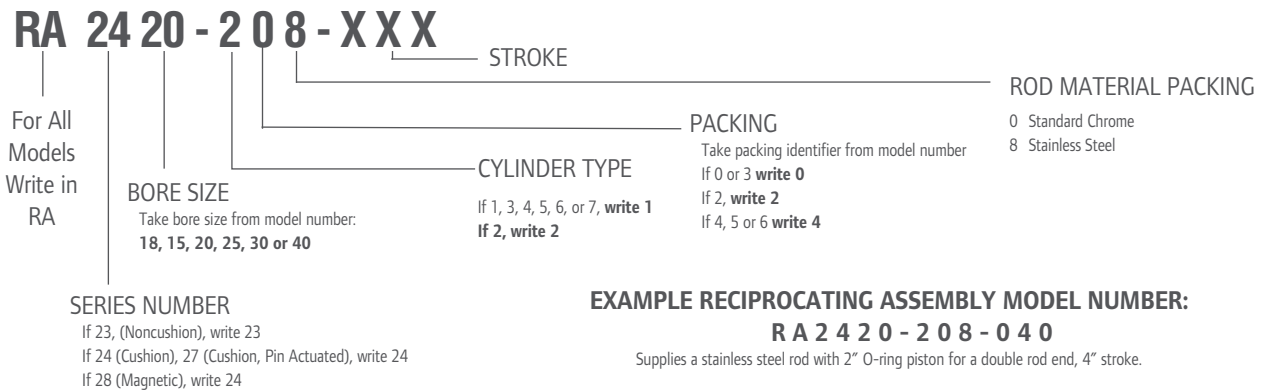 RA 24 20 - 2 0 8 - X X X
STROKE
ROD MATERIAL PACKING
0 Standard Chrome
8 Stainless Steel
For All
Models
Write in
RA
PACKING
Take packing identifier from model number
If 0 or 3 write 0
If 2, write 2
If 4, 5 or 6 write 4
CYLINDER TYPE
If 1, 3, 4, 5, 6, or 7, write 1
If 2, write 2
BORE SIZE
Take bore size from model number:
18, 15, 20, 25, 30 or 40
SERIES NUMBER
If 23, (Noncushion), write 23
If 24 (Cushion), 27 (Cushion, Pin Actuated), write 24
If 28 (Magnetic), write 24
EXAMPLE RECIPROCATING ASSEMBLY MODEL NUMBER:
R A 2 4 2 0 - 2 0 8 - 0 4 0
Supplies a stainless steel rod with 2″ O-ring piston for a double rod end, 4″ stroke.